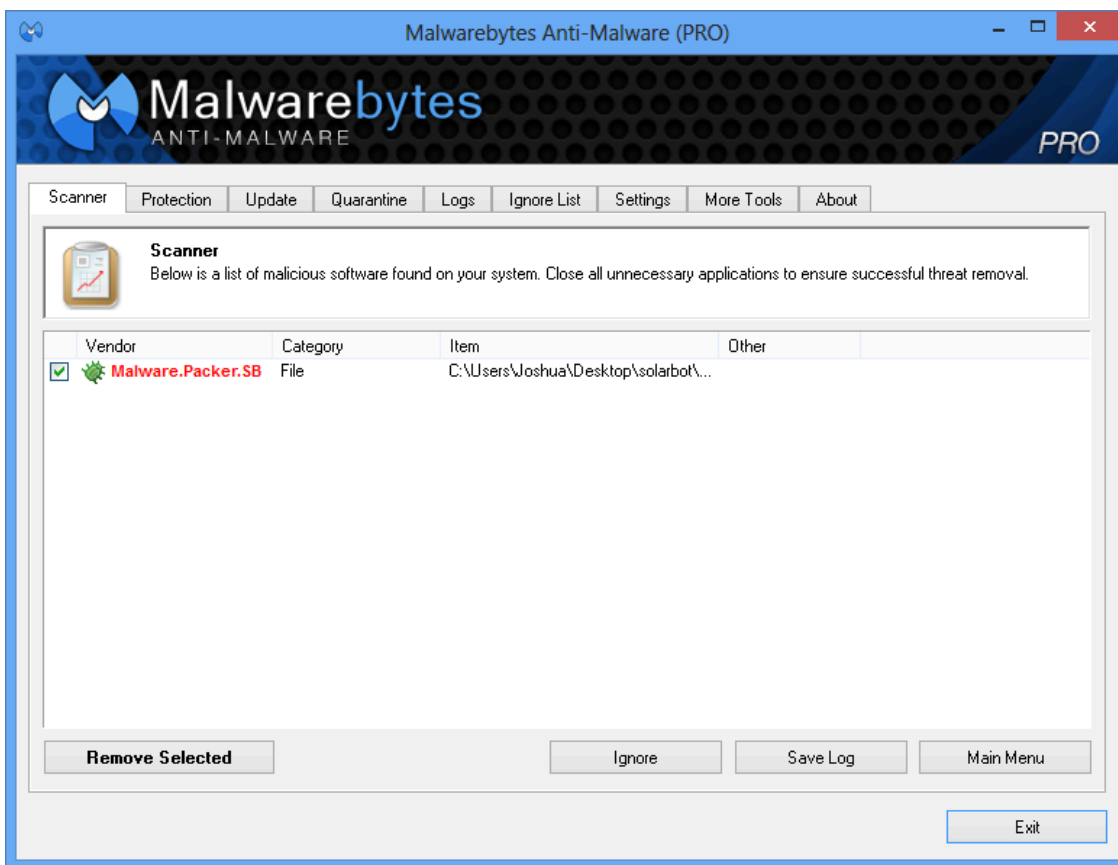 Malwarebytes Anti-Malware (PRO)
Malwarebytes
ANTI-MALWARE
PRO
Scanner Protection Update Quarantine Logs Ignore List Settings More Tools About
Scanner
Below is a list of malicious software found on your system. Close all unnecessary applications to ensure successful threat removal.
Vendor Category Item Other
Malware.Packer.SB File C:\Users\Joshua\Desktop\solarbot\...
Remove Selected Ignore Save Log Main Menu
Exit